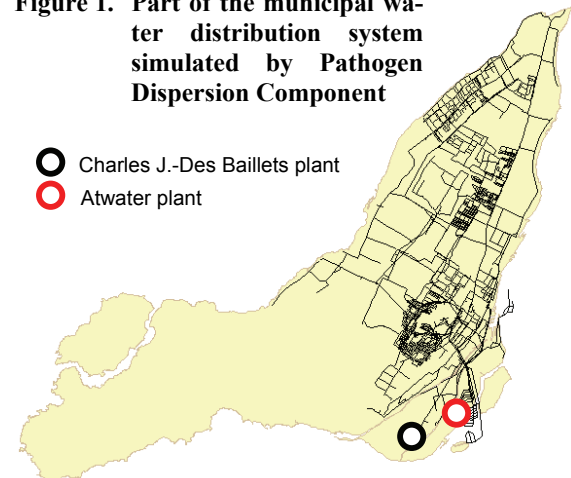 Figure 1. Part of the municipal wa-
ter distribution system
simulated by Pathogen
Dispersion Component
Charles J.-Des Baillets plant
Atwater plant